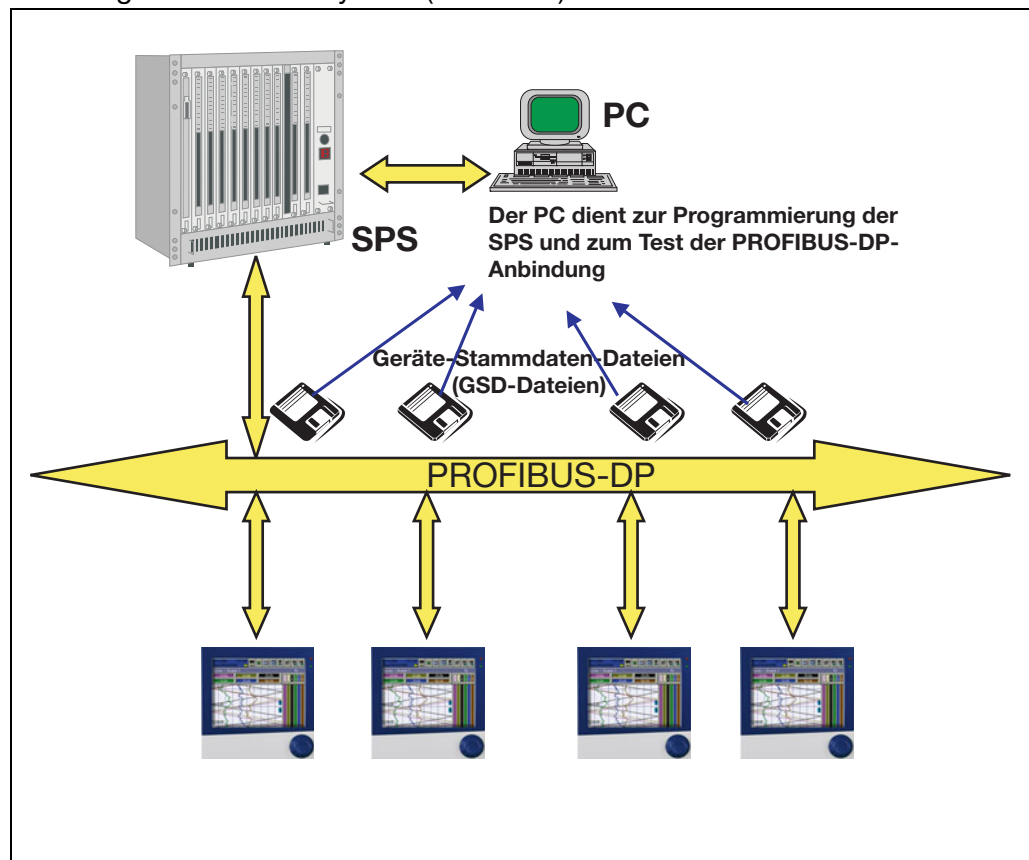 PC
SPS
Der PC dient zur Programmierung der
SPS und zum Test der PROFIBUS-DP-
Anbindung
Geräte-Stammdaten-Dateien
(GSD-Dateien)
PROFIBUS-DP